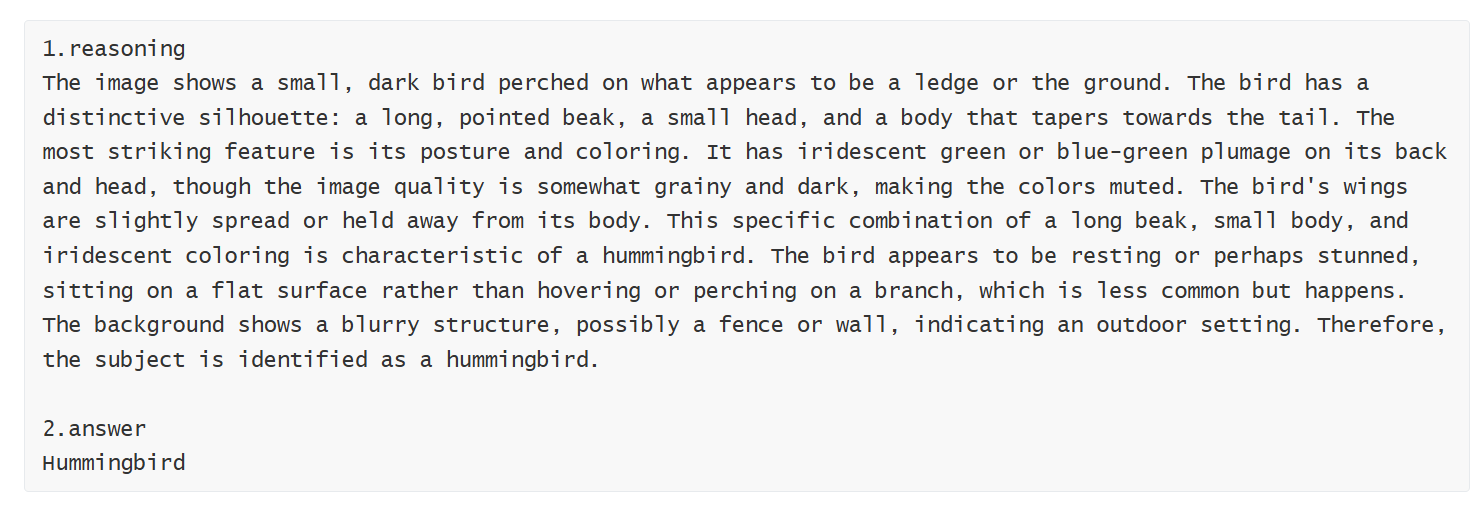 1.reasoning
The image shows a small, dark bird perched on what appears to be a ledge or the ground. The bird has a
distinctive silhouette: a long, pointed beak, a small head, and a body that tapers towards the tail. The
most striking feature is its posture and coloring. It has iridescent green or blue-green plumage on its back
and head, though the image quality is somewhat grainy and dark, making the colors muted. The bird's wings
are slightly spread or held away from its body. This specific combination of a long beak, small body, and
iridescent coloring is characteristic of a hummingbird. The bird appears to be resting or perhaps stunned,
sitting on a flat surface rather than hovering or perching on a branch, which is less common but happens.
The background shows a blurry structure, possibly a fence or wall, indicating an outdoor setting. Therefore,
the subject is identified as a hummingbird.
2.answer
Hummingbird